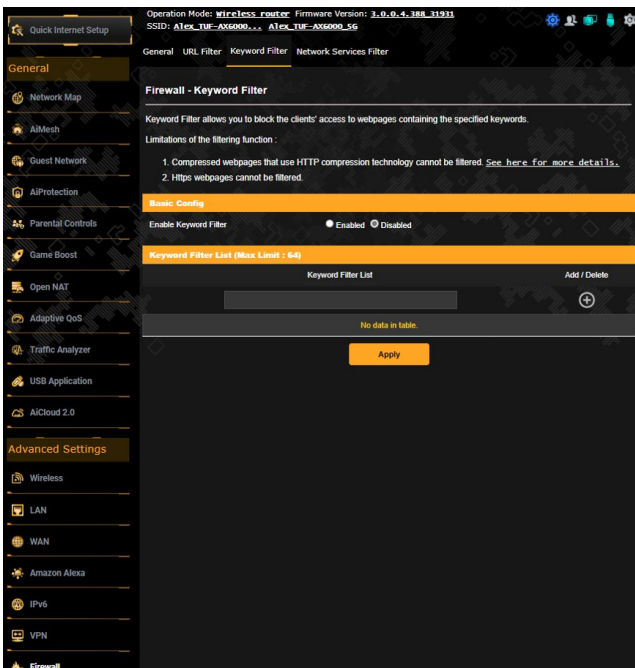 Quick Internet Setup
General
Network Map
AiMesh
Guest Network
AiProtection
Parental Controls
Game Boost
Open NAT
Adaptive QoS
Traffic Analyzer
USB Application
AiCloud 2.0
Advanced Settings
Wireless
LAN
WAN
Amazon Alexa
IPv6
VPN
Firewall
Operation Mode: Wireless router Firmware Version: 3.0.0.4.388_31931
SSID: Alex_TUF-AX6000... Alex_TUF-AX6000_5G
General URL Filter Keyword Filter Network Services Filter
Firewall - Keyword Filter
Keyword Filter allows you to block the clients' access to webpages containing the specified keywords.
Limitations of the filtering function :
1. Compressed webpages that use HTTP compression technology cannot be filtered. See here for more details.
2. Https webpages cannot be filtered.
Basic Config
Enable Keyword Filter Enabled Disabled
Keyword Filter List (Max Limit : 64)
Keyword Filter List Add / Delete
No data in table.
Apply